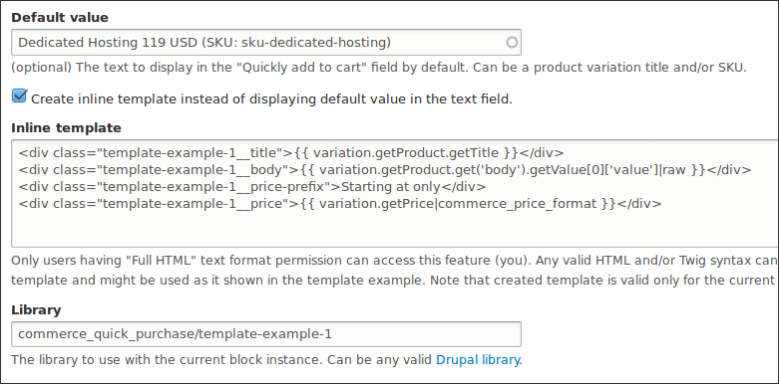 Default value
Dedicated Hosting 119 USD (SKU: sku-dedicated-hosting)
(optional) The text to display in the "Quickly add to cart" field by default. Can be a product variation title and/or SKU.
Create inline template instead of displaying default value in the text field.
Inline template
<div class="template-example-1__title">{{ variation.getProduct.getTitle }}</div>
<div class="template-example-1__body">{{ variation.getProduct.get('body').getValue[0]['value']|raw }}</div>
<div class="template-example-1__price-prefix">Starting at only</div>
<div class="template-example-1__price">{{ variation.getPrice|commerce_price_format }}</div>
Only users having "Full HTML" text format permission can access this feature (you). Any valid HTML and/or Twig syntax can
template and might be used as it shown in the template example. Note that created template is valid only for the current
Library
commerce_quick_purchase/template-example-1
The library to use with the current block instance. Can be any valid Drupal library.